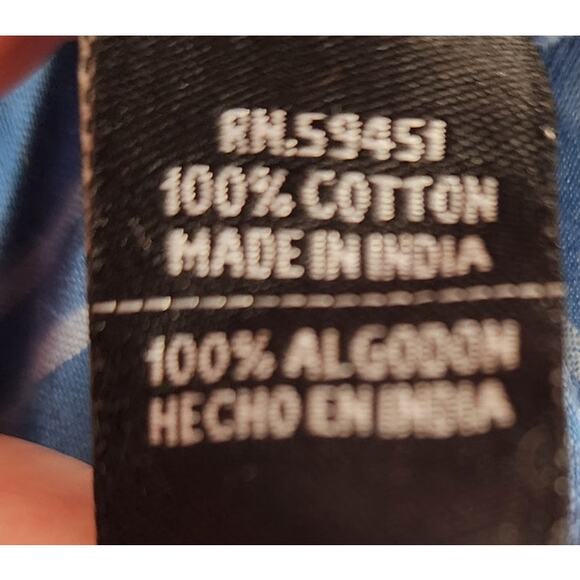 RN.59451
100% COTTON
MADE IN INDIA
100% ALGODON
HECHO EN INDIA